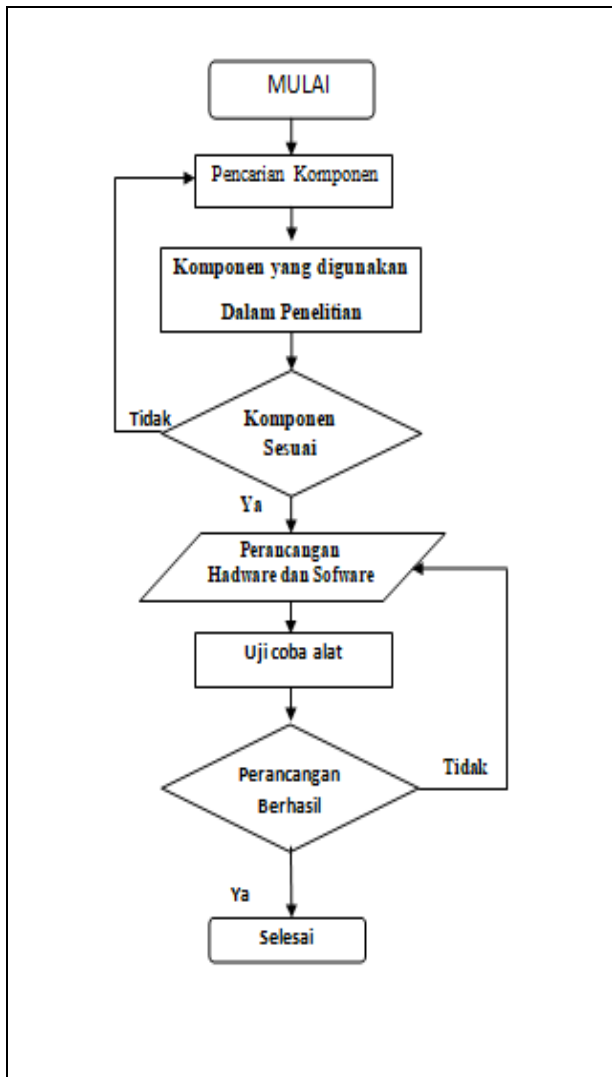 MULAI
Pencarian Komponen
Komponen yang digunakan
Dalam Penelitian
Tidak
Komponen
Sesuai
Ya
Perancangan
Hadware dan Sofware
Uji coba alat
Perancangan
Berhasil
Tidak
Ya
Selesai